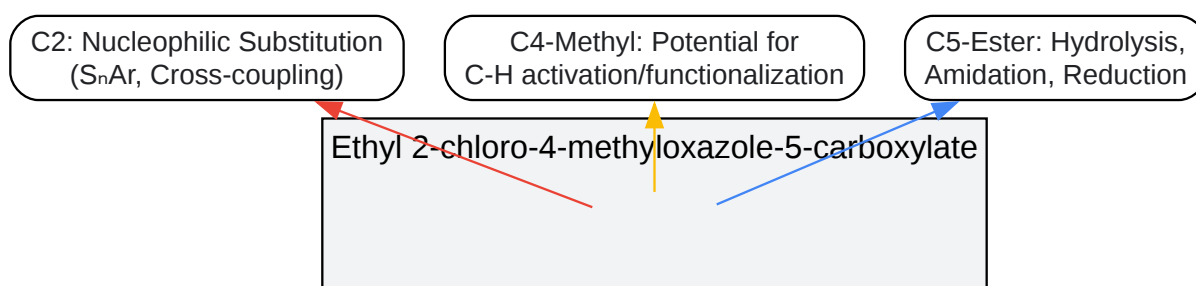 C2: Nucleophilic Substitution
(SₙAr, Cross-coupling)
C4-Methyl: Potential for
C-H activation/functionalization
C5-Ester: Hydrolysis,
Amidation, Reduction
Ethyl 2-chloro-4-methyloxazole-5-carboxylate